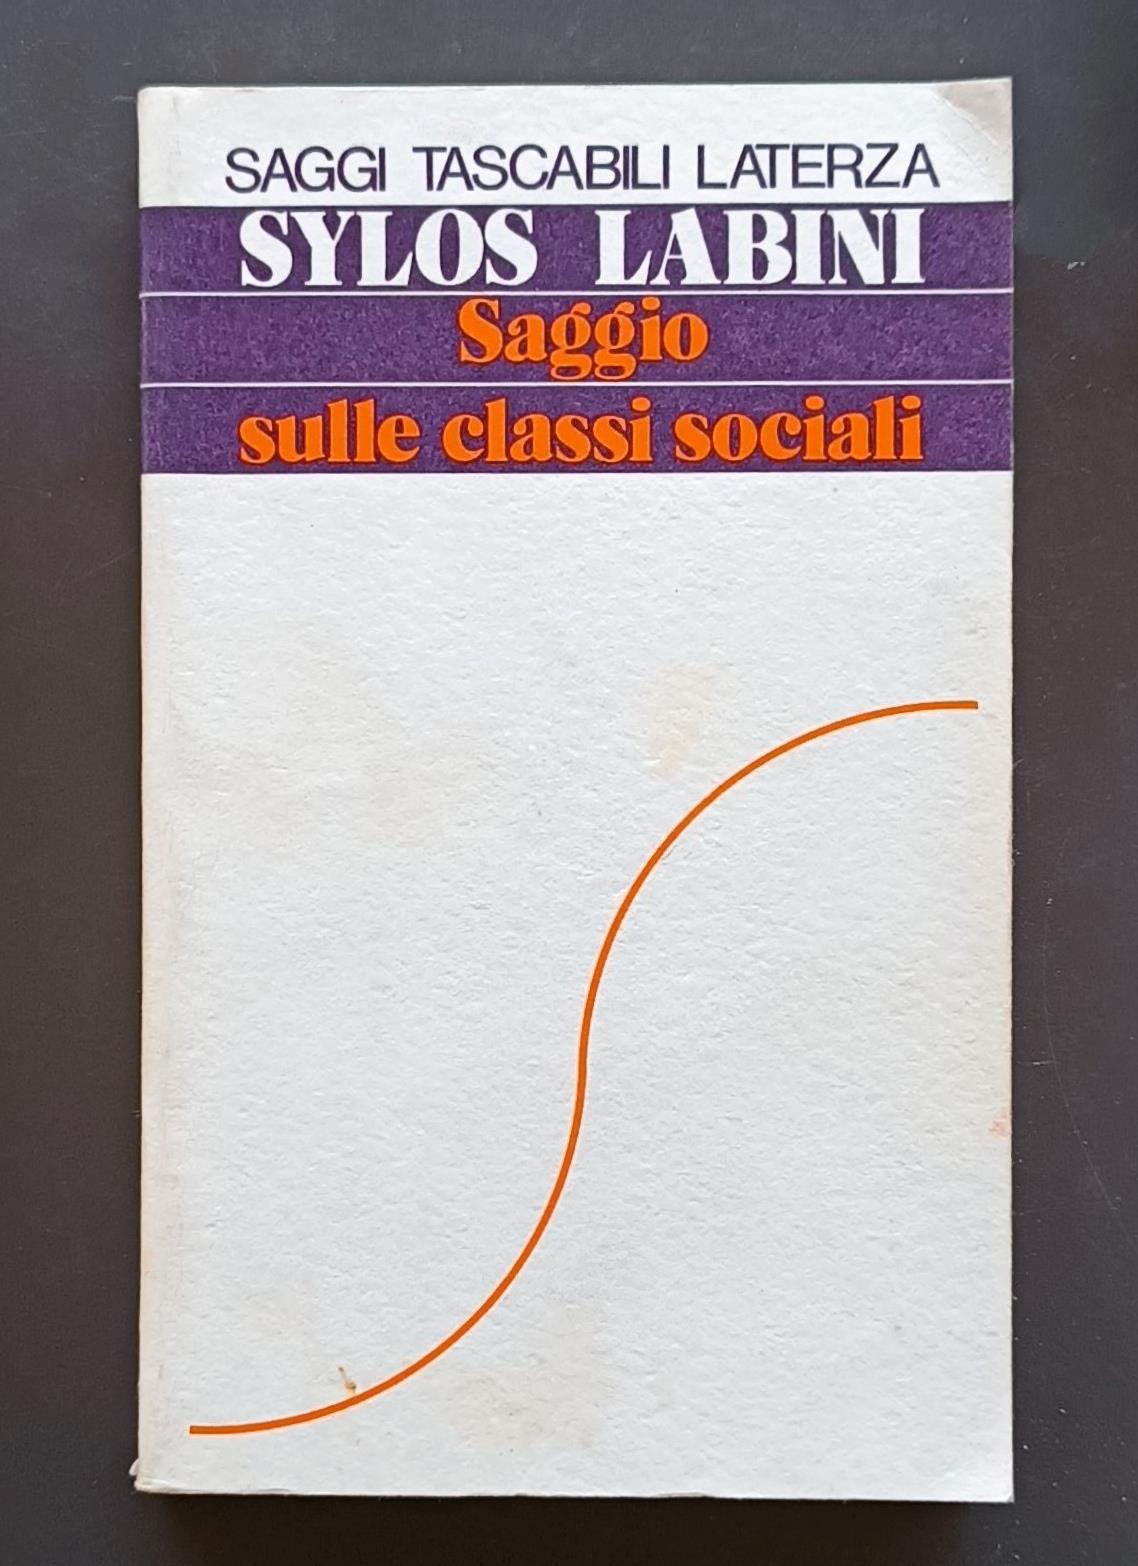 SAGGI TASCABILI LATERZA
SYLOS LABINI
Saggio
sulle classi sociali